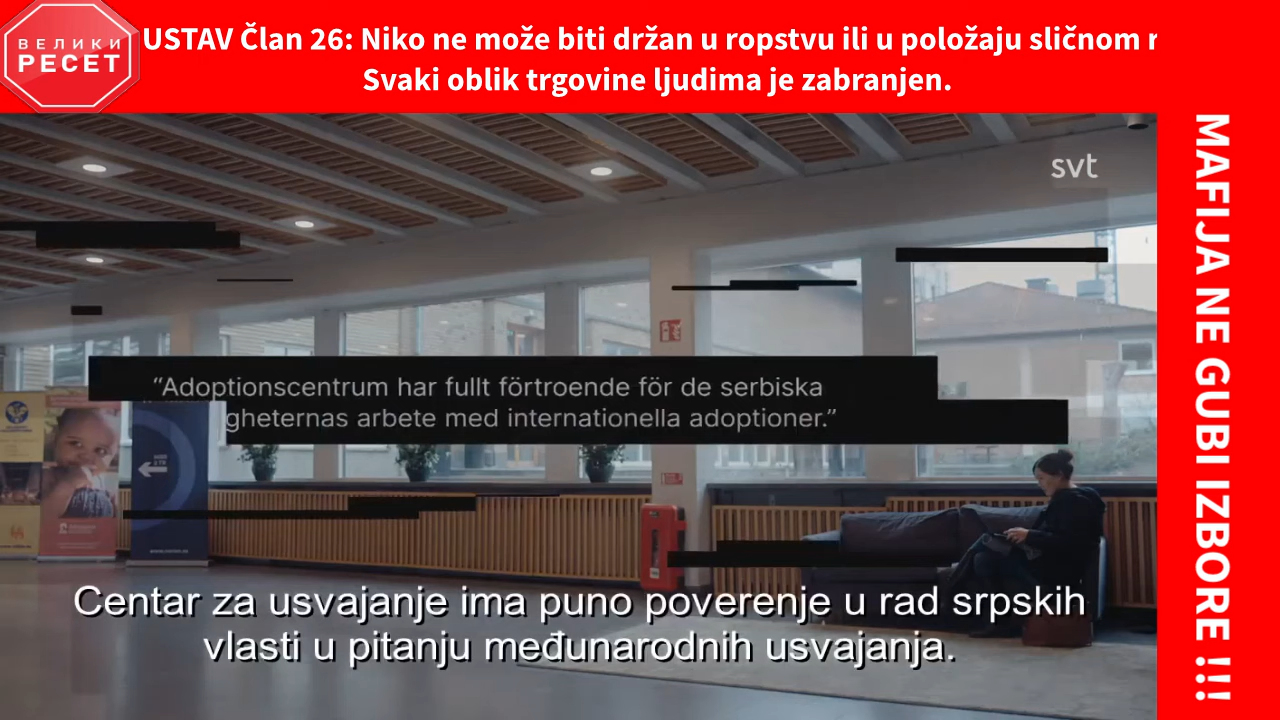 ВЕЛИКИ
РЕСЕТ
USTAV Član 26: Niko ne može biti držan u ropstvu ili u položaju sličnom
Svaki oblik trgovine ljudima je zabranjen.
svt
“Adoptionscentrum har fullt förtroende för de serbiska
gheternas arbete med internationella adoptioner.”
Centar za usvajanje ima puno poverenje u rad srpskih
vlasti u pitanju međunarodnih usvajanja.
MAFIJA NE GUBI IZBORE !!!